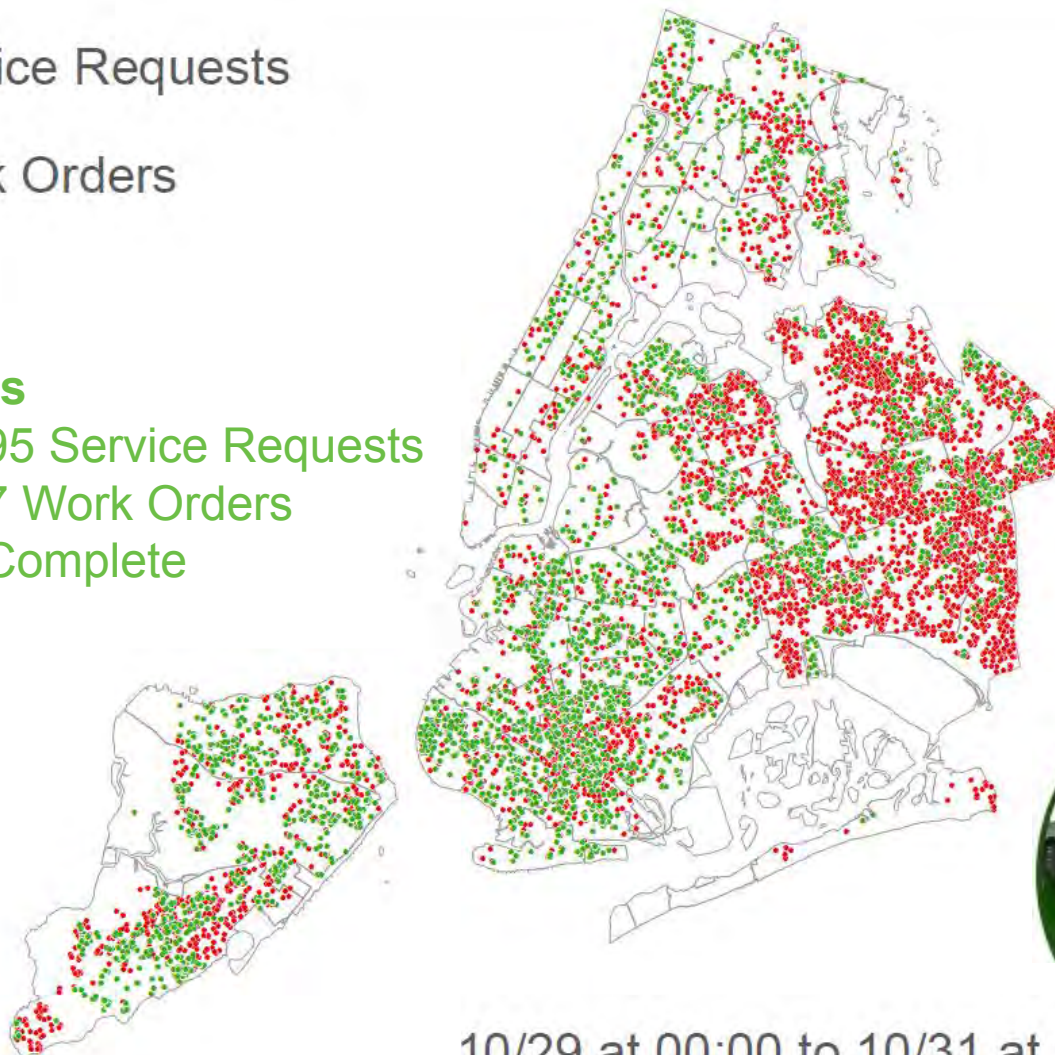 ice Requests
k Orders
s
95 Service Requests
7 Work Orders
Complete
10/29 at 00:00 to 10/31 at